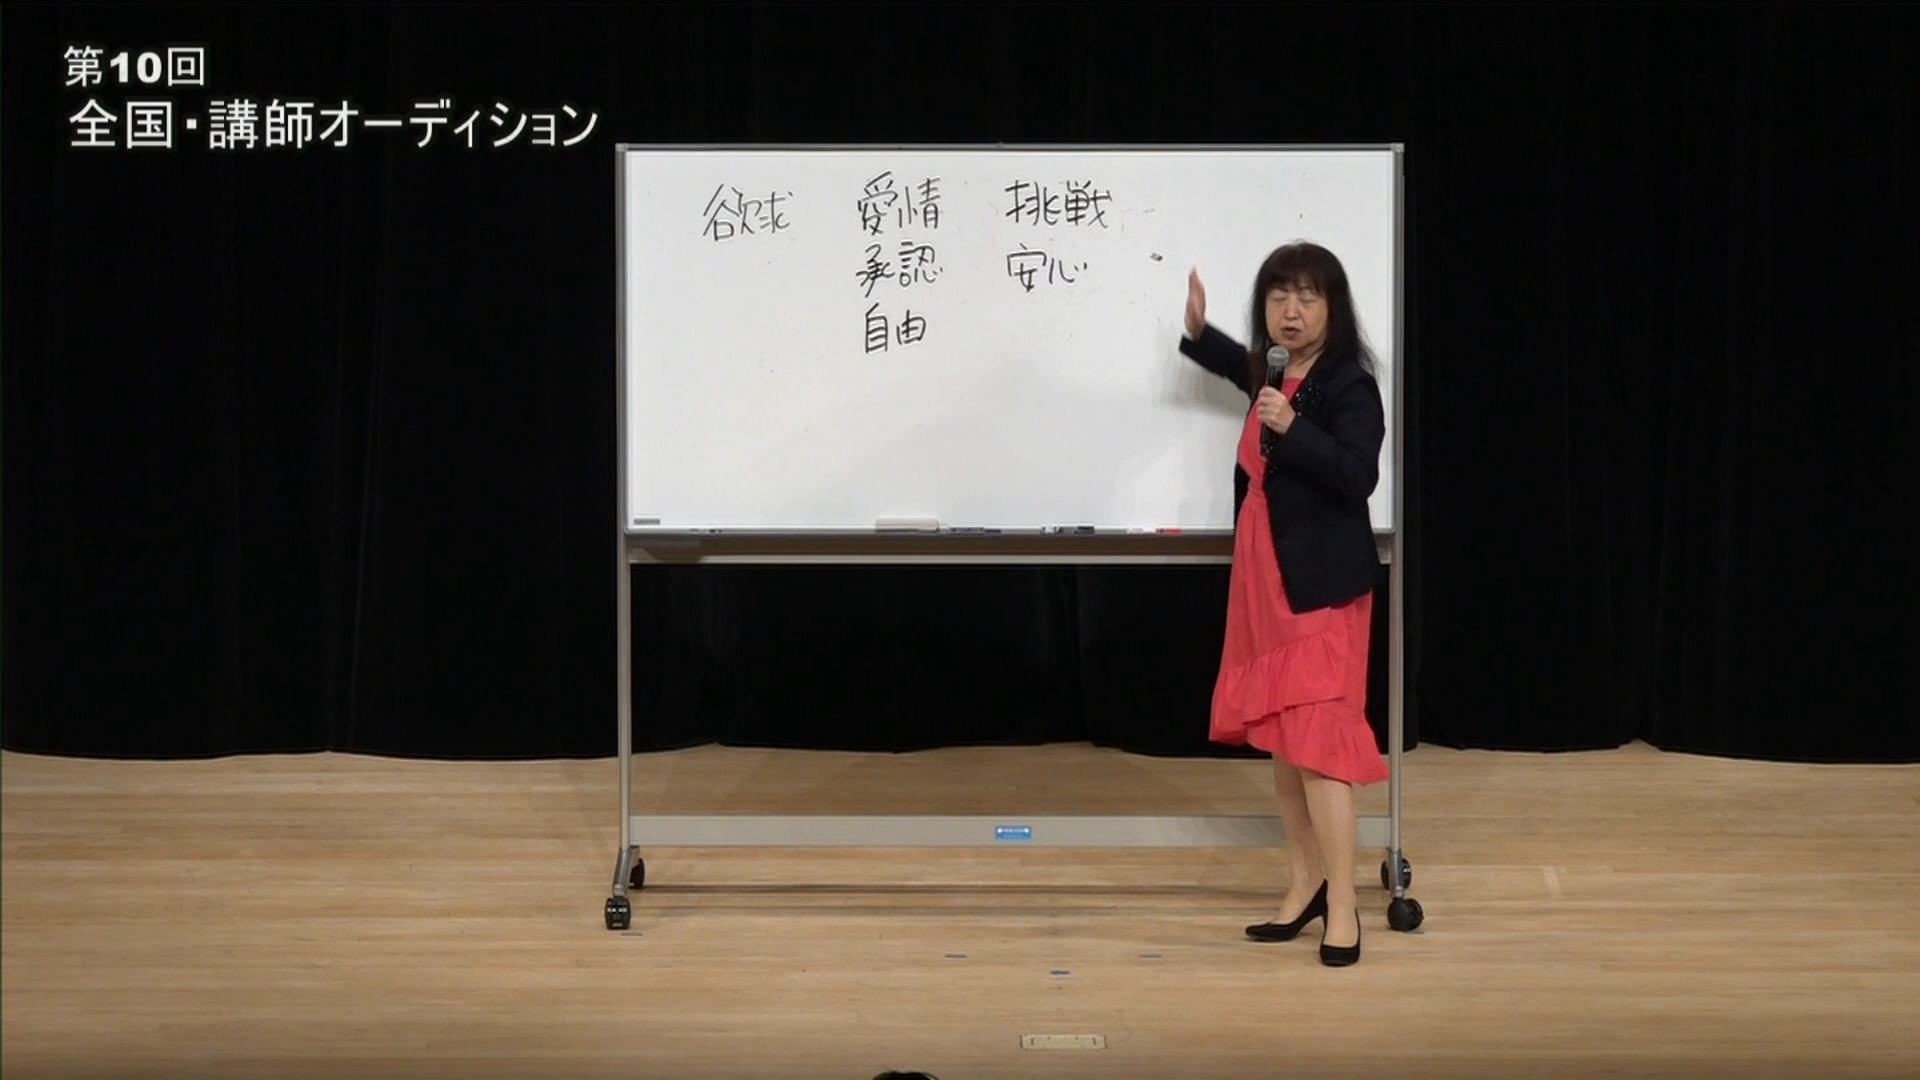 第10回
全国・講師オーディション
欲求 愛情 挑戦
承認 安心
自由